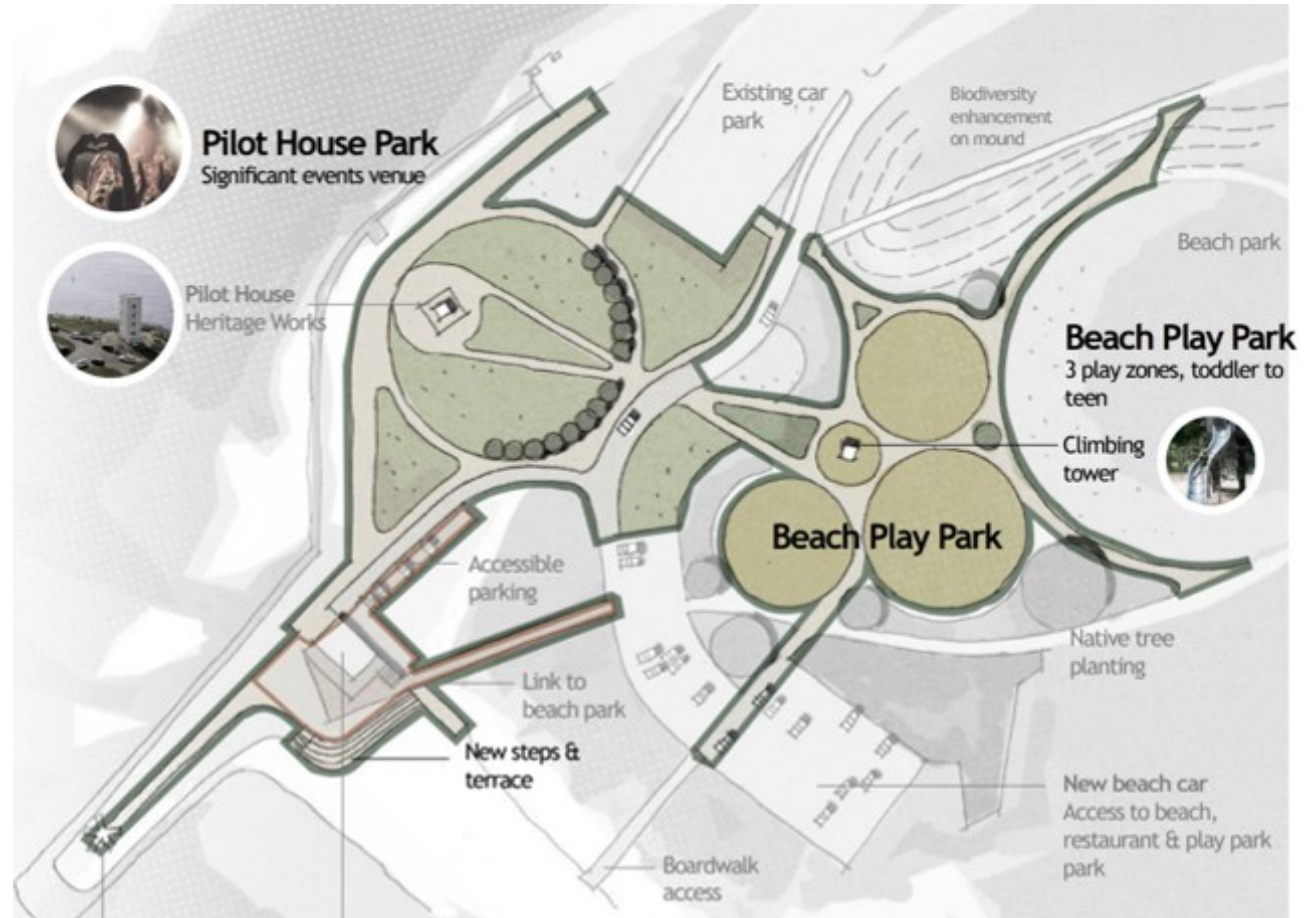 Pilot House Park
Significant events venue
Existing car
park
Biodiversity
enhancement
on mound
Beach park
Pilot House
Heritage Works
Beach Play Park
3 play zones, toddler to
teen
Climbing
tower
Beach Play Park
Accessible
parking
Link to
beach park
New steps &
terrace
Native tree
planting
New beach car
Access to beach,
restaurant & play park
park
Boardwalk
access